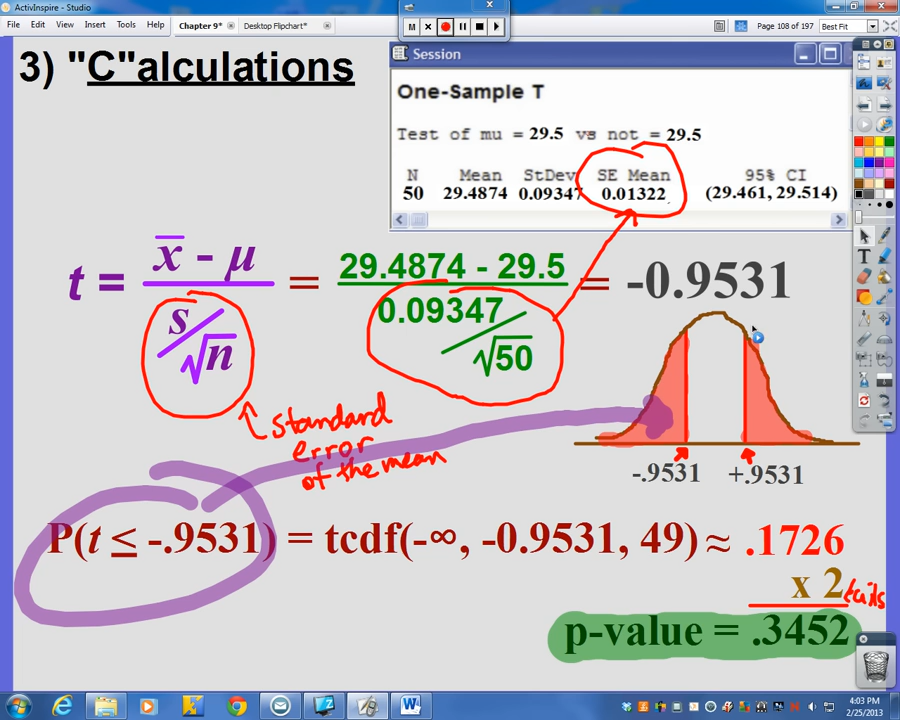 ActivInspire - Studio
File Edit View Insert Tools Help
Chapter 9*
Desktop Flipchart*
Page 108 of 197
Best Fit
M
3) "C"alculations
Session
One-Sample T
Test of mu = 29.5 vs not = 29.5
N Mean StDev SE Mean 95% CI
50 29.4874 0.09347 0.01322 (29.461, 29.514)
t = x̅ - μ / s/√n = 29.4874 - 29.5 / 0.09347/√50 = -0.9531
standard
error
of the mean
-.9531 +.9531
P(t ≤ -.9531) = tcdf(-∞, -0.9531, 49) ≈ .1726
x 2 tails
p-value = .3452
4:03 PM
2/25/2013